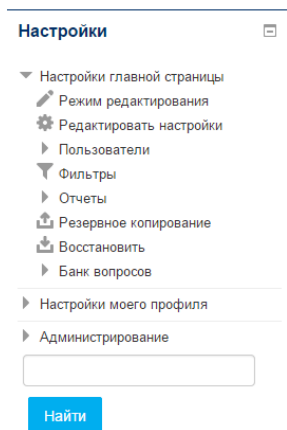 Настройки
Настройки главной страницы
Режим редактирования
Редактировать настройки
Пользователи
Фильтры
Отчеты
Резервное копирование
Восстановить
Банк вопросов
Настройки моего профиля
Администрирование
Найти